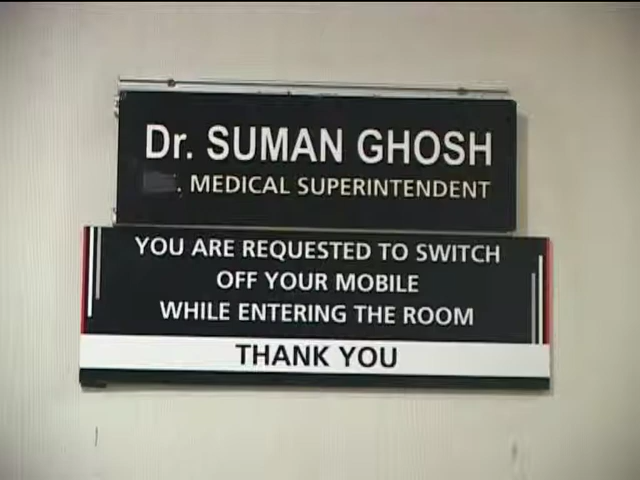 Dr. SUMAN GHOSH
. MEDICAL SUPERINTENDENT
YOU ARE REQUESTED TO SWITCH
OFF YOUR MOBILE
WHILE ENTERING THE ROOM
THANK YOU